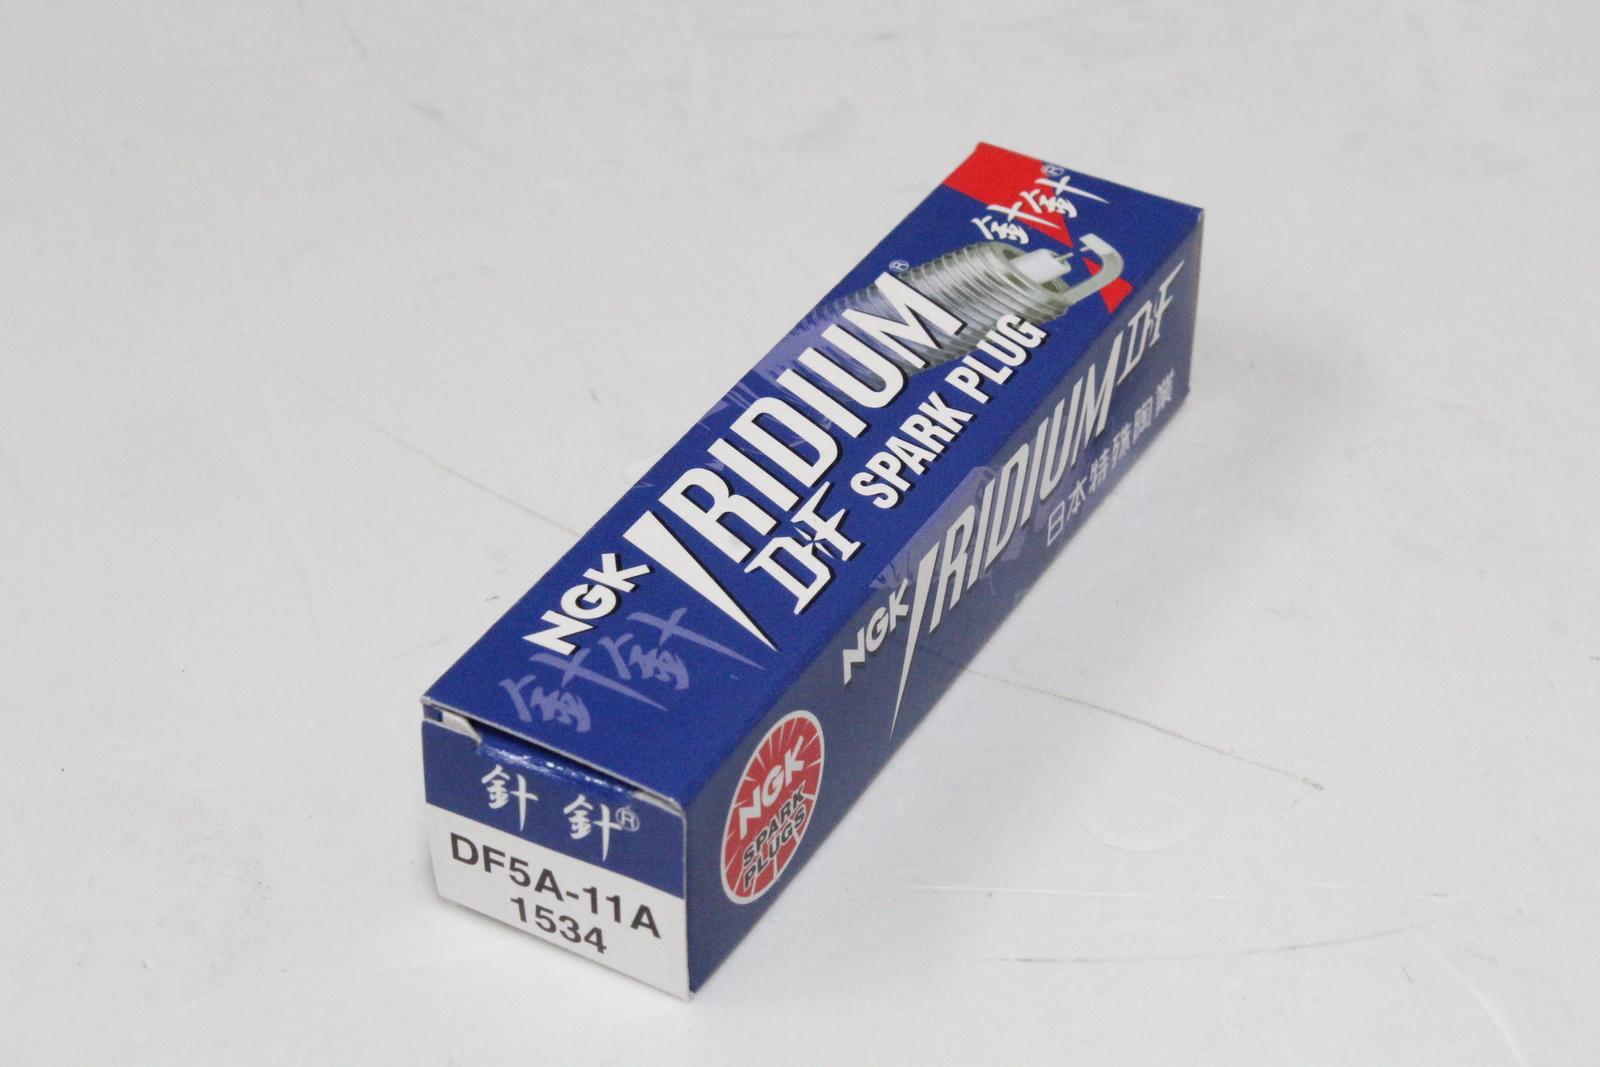 針針®
NGK IRIDIUM®
DF SPARK PLUG
針針
NGK IRIDIUM DF
日本特殊陶業
NGK
SPARK
PLUGS
針 針®
DF5A-11A
1534